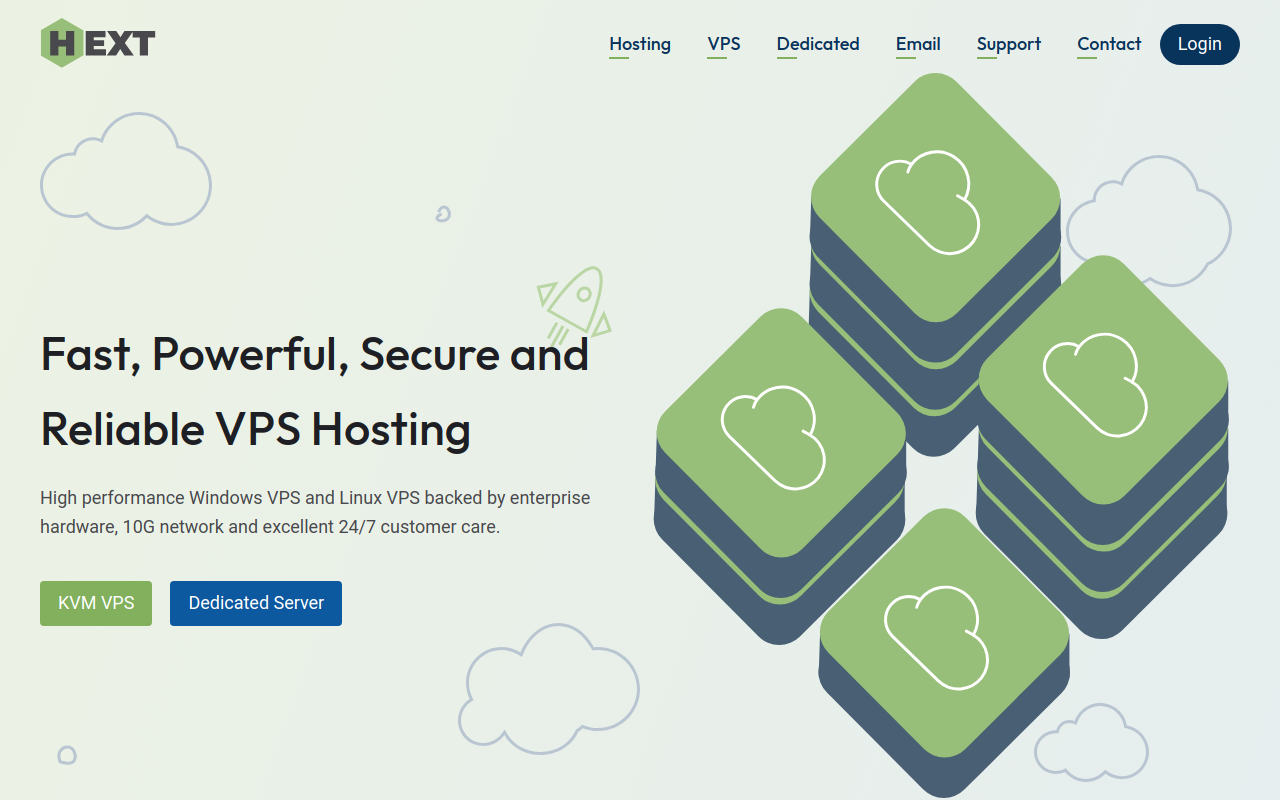 HEXT
Hosting VPS Dedicated Email Support Contact Login
Fast, Powerful, Secure and
Reliable VPS Hosting
High performance Windows VPS and Linux VPS backed by enterprise
hardware, 10G network and excellent 24/7 customer care.
KVM VPS Dedicated Server